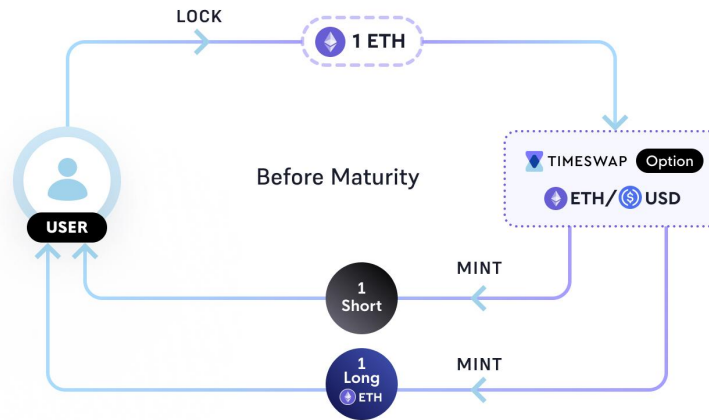 LOCK
1 ETH
Before Maturity
TIMESWAP Option
ETH/$USD
USER
MINT
1
Short
MINT
1
Long
ETH